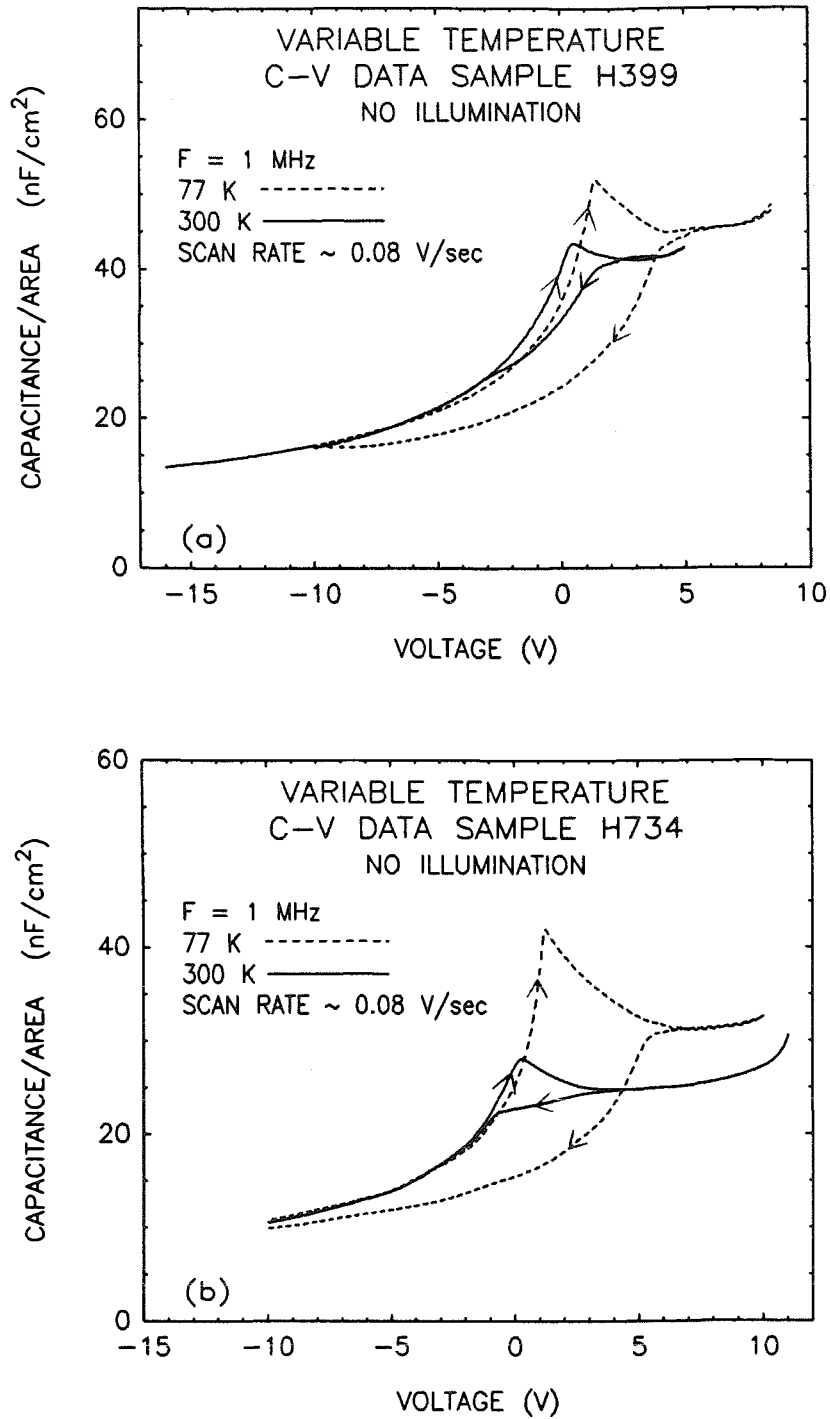 VARIABLE TEMPERATURE
C-V DATA SAMPLE H399
NO ILLUMINATION
F = 1 MHz
77 K
300 K
SCAN RATE ~ 0.08 V/sec
CAPACITANCE/AREA (nF/cm²)
60
40
20
0
(a)
-15 -10 -5 0 5 10
VOLTAGE (V)
VARIABLE TEMPERATURE
C-V DATA SAMPLE H734
NO ILLUMINATION
F = 1 MHz
77 K
300 K
SCAN RATE ~ 0.08 V/sec
CAPACITANCE/AREA (nF/cm²)
60
40
20
0
(b)
-15 -10 -5 0 5 10
VOLTAGE (V)